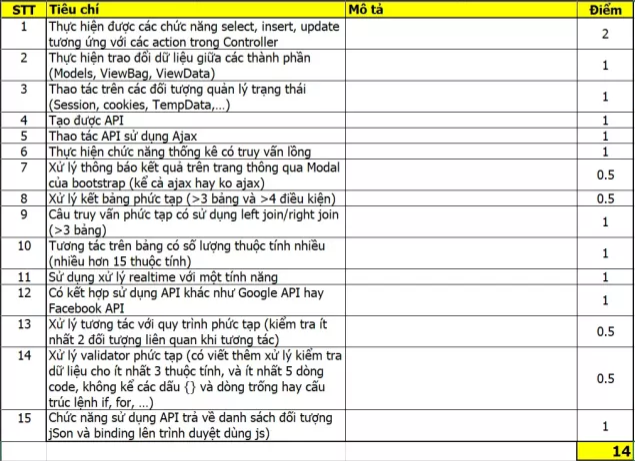 STT Tiêu chí Mô tả Điểm
1 Thực hiện được các chức năng select, insert, update
tương ứng với các action trong Controller 2
2 Thực hiện trao đổi dữ liệu giữa các thành phần
(Models, ViewBag, ViewData) 1
3 Thao tác trên các đối tượng quản lý trạng thái
(Session, cookies, TempData,...) 1
4 Tạo được API 1
5 Thao tác API sử dụng Ajax 1
6 Thực hiện chức năng thống kê có truy vấn lồng 1
7 Xử lý thông báo kết quả trên trang thông qua Modal
của bootstrap (kể cả ajax hay ko ajax) 0.5
8 Xử lý kết bảng phức tạp (>3 bảng và >4 điều kiện) 0.5
9 Câu truy vấn phức tạp có sử dụng left join/right join
(>3 bảng) 1
10 Tương tác trên bảng có số lượng thuộc tính nhiều
(nhiều hơn 15 thuộc tính) 1
11 Sử dụng xử lý realtime với một tính năng 1
12 Có kết hợp sử dụng API khác như Google API hay
Facebook API 1
13 Xử lý tương tác với quy trình phức tạp (kiểm tra ít
nhất 2 đối tượng liên quan khi tương tác) 0.5
14 Xử lý validator phức tạp (có viết thêm xử lý kiểm tra
dữ liệu cho ít nhất 3 thuộc tính, và ít nhất 5 dòng
code, không kể các dấu {} và dòng trống hay cấu
trúc lệnh if, for, ...) 0.5
15 Chức năng sử dụng API trả về danh sách đối tượng
jSon và binding lên trình duyệt dùng js) 1
14